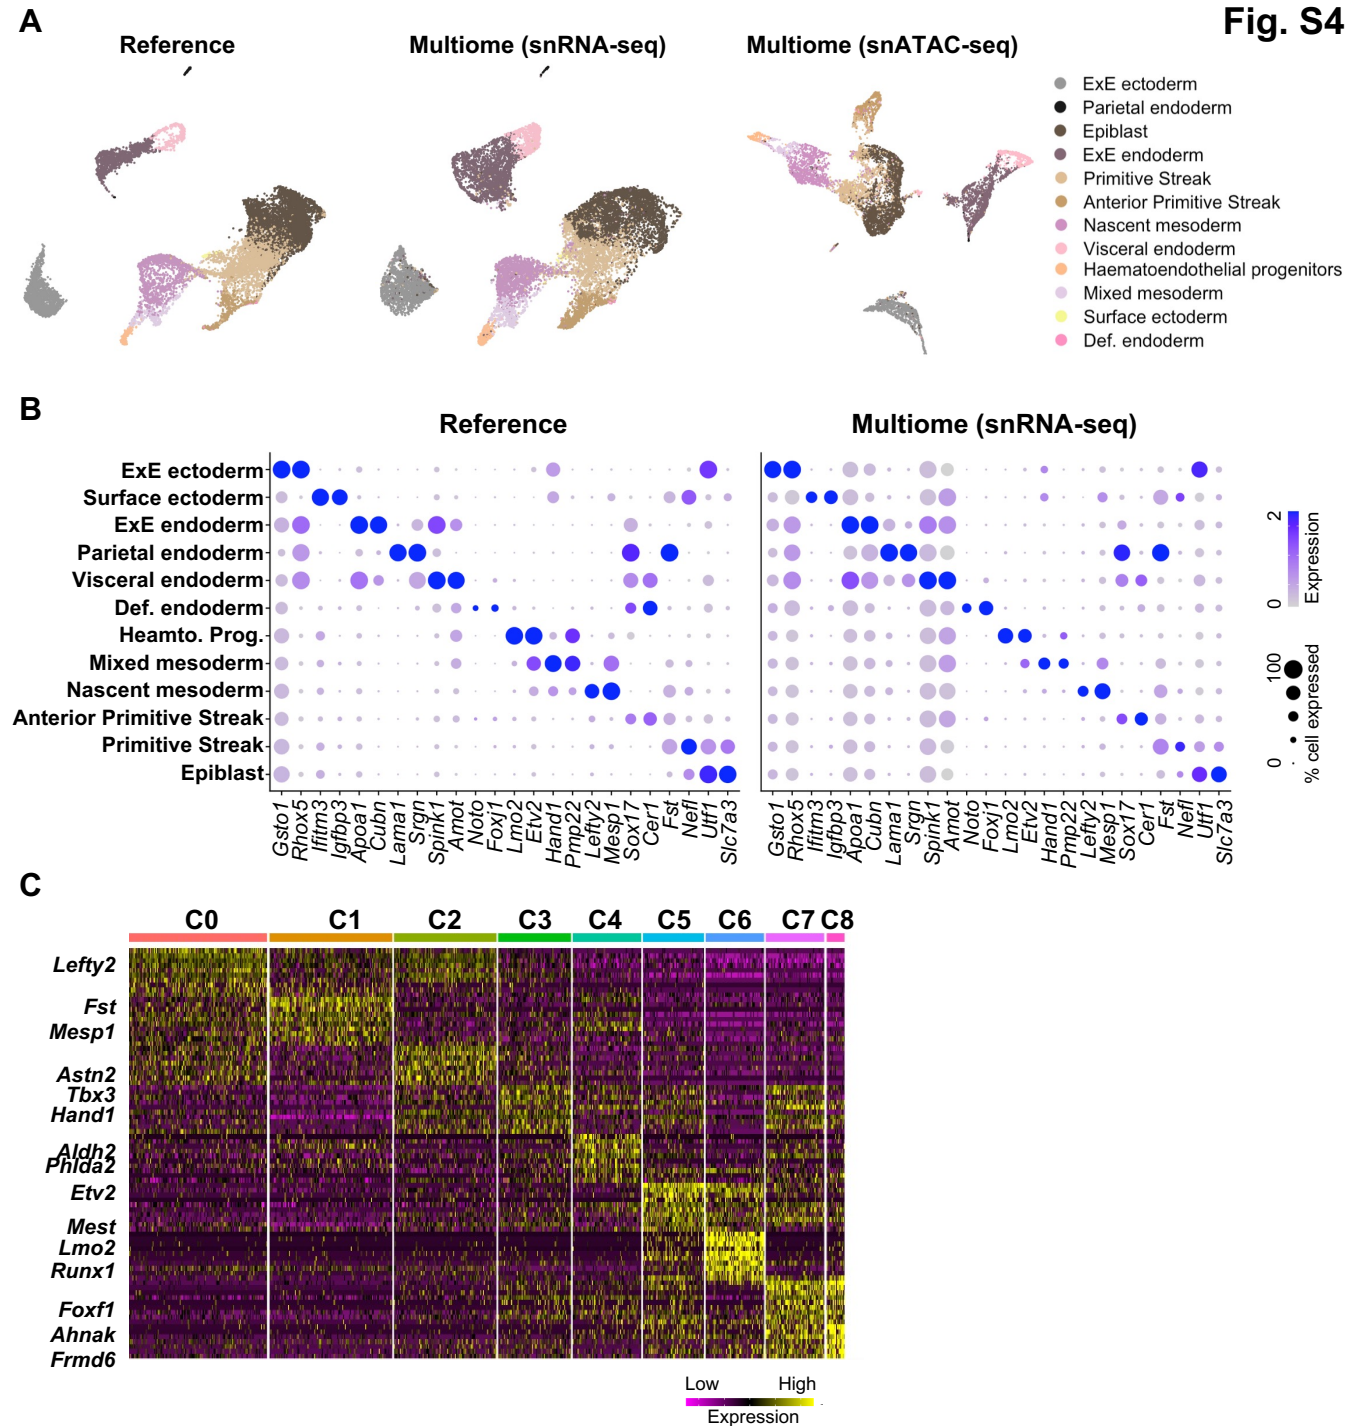 A
Fig. S4
Reference
Multiome (snRNA-seq)
Multiome (snATAC-seq)
ExE ectoderm
Parietal endoderm
Epiblast
ExE endoderm
Primitive Streak
Anterior Primitive Streak
Nascent mesoderm
Visceral endoderm
Haematoendothelial progenitors
Mixed mesoderm
Surface ectoderm
Def. endoderm
B
Reference
Multiome (snRNA-seq)
ExE ectoderm
Surface ectoderm
ExE endoderm
Parietal endoderm
Visceral endoderm
Def. endoderm
Heamto. Prog.
Mixed mesoderm
Nascent mesoderm
Anterior Primitive Streak
Primitive Streak
Epiblast
Gsto1
Rhox5
Ifitm3
Igfbp3
Apoa1
Cubn
Lama1
Srgn
Spink1
Amot
Noto
Foxj1
Lmo2
Etv2
Hand1
Pmp22
Lefty2
Mesp1
Sox17
Cer1
Fst
Nefl
Utf1
Slc7a3
Gsto1
Rhox5
Ifitm3
Igfbp3
Apoa1
Cubn
Lama1
Srgn
Spink1
Amot
Noto
Foxj1
Lmo2
Etv2
Hand1
Pmp22
Lefty2
Mesp1
Sox17
Cer1
Fst
Nefl
Utf1
Slc7a3
0 2
Expression
0 100
% cell expressed
C
C0 C1 C2 C3 C4 C5 C6 C7 C8
Lefty2
Fst
Mesp1
Astn2
Tbx3
Hand1
Aldh2
Phlda2
Etv2
Mest
Lmo2
Runx1
Foxf1
Ahnak
Frmd6
Low High
Expression